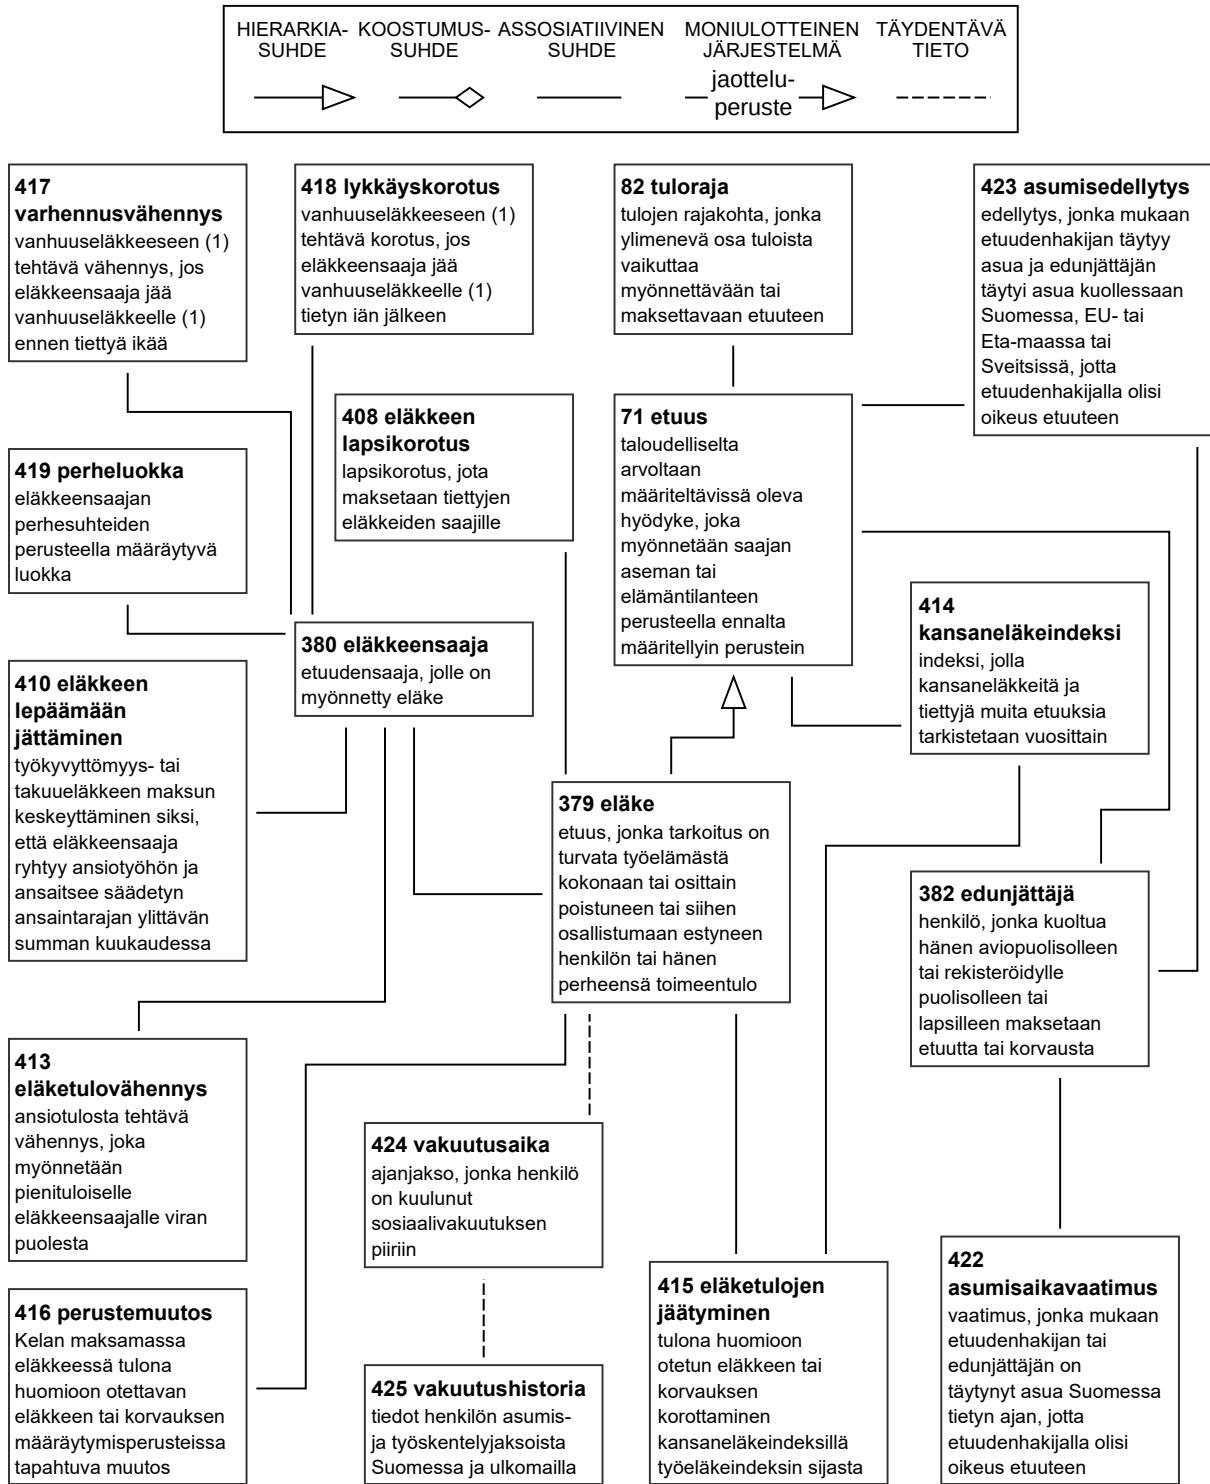 HIERARKIA-
SUHDE
KOOSTUMUS-
SUHDE
ASSOSIATIIVINEN
SUHDE
MONIULOTTEINEN
JÄRJESTELMÄ
jaottelu-
peruste
TÄYDENTÄVÄ
TIETO
417
varhennusvähennys
vanhuuseläkkeeseen (1)
tehtävä vähennys, jos
eläkkeensaaja jää
vanhuuseläkkeelle (1)
ennen tiettyä ikää
418 lykkäyskorotus
vanhuuseläkkeeseen (1)
tehtävä korotus, jos
eläkkeensaaja jää
vanhuuseläkkeelle (1)
tietyn iän jälkeen
82 tuloraja
tulojen rajakohta, jonka
ylimenevä osa tuloista
vaikuttaa
myönnettävään tai
maksettavaan etuuteen
423 asumisedellytys
edellytys, jonka mukaan
etuudenhakijan täytyy
asua ja edunjättäjän
täytyi asua kuollessaan
Suomessa, EU- tai
Eta-maassa tai
Sveitsissä, jotta
etuudenhakijalla olisi
oikeus etuuteen
408 eläkkeen
lapsikorotus
lapsikorotus, jota
maksetaan tiettyjen
eläkkeiden saajille
71 etuus
taloudelliselta
arvoltaan
määriteltävissä oleva
hyödyke, joka
myönnetään saajan
aseman tai
elämäntilanteen
perusteella ennalta
määritellyin perustein
419 perheluokka
eläkkeensaajan
perhesuhteiden
perusteella määräytyvä
luokka
414
kansaneläkeindeksi
indeksi, jolla
kansaneläkkeitä ja
tiettyjä muita etuuksia
tarkistetaan vuosittain
380 eläkkeensaaja
etuudensaaja, jolle on
myönnetty eläke
410 eläkkeen
lepäämään
jättäminen
työkyvyttömyys- tai
takuueläkkeen maksun
keskeyttäminen siksi,
että eläkkeensaaja
ryhtyy ansiotyöhön ja
ansaitsee säädetyn
ansaintarajan ylittävän
summan kuukaudessa
379 eläke
etuus, jonka tarkoitus on
turvata työelämästä
kokonaan tai osittain
poistuneen tai siihen
osallistumaan estyneen
henkilön tai hänen
perheensä toimeentulo
382 edunjättäjä
henkilö, jonka kuoltua
hänen aviopuolisolleen
tai rekisteröidylle
puolisolleen tai
lapsilleen maksetaan
etuutta tai korvausta
413
eläketulovähennys
ansiotulosta tehtävä
vähennys, joka
myönnetään
pienituloiselle
eläkkeensaajalle viran
puolesta
424 vakuutusaika
ajanjakso, jonka henkilö
on kuulunut
sosiaalivakuutuksen
piiriin
416 perustemuutos
Kelan maksamassa
eläkkeessä tulona
huomioon otettavan
eläkkeen tai korvauksen
määräytymisperusteissa
tapahtuva muutos
425 vakuutushistoria
tiedot henkilön asumis-
ja työskentelyjaksoista
Suomessa ja ulkomailla
415 eläketulojen
jäätyminen
tulona huomioon
otetun eläkkeen tai
korvauksen
korottaminen
kansaneläkeindeksillä
työeläkeindeksin sijasta
422
asumisaikavaatimus
vaatimus, jonka mukaan
etuudenhakijan tai
edunjättäjän on
täytynyt asua Suomessa
tietyn ajan, jotta
etuudenhakijalla olisi
oikeus etuuteen